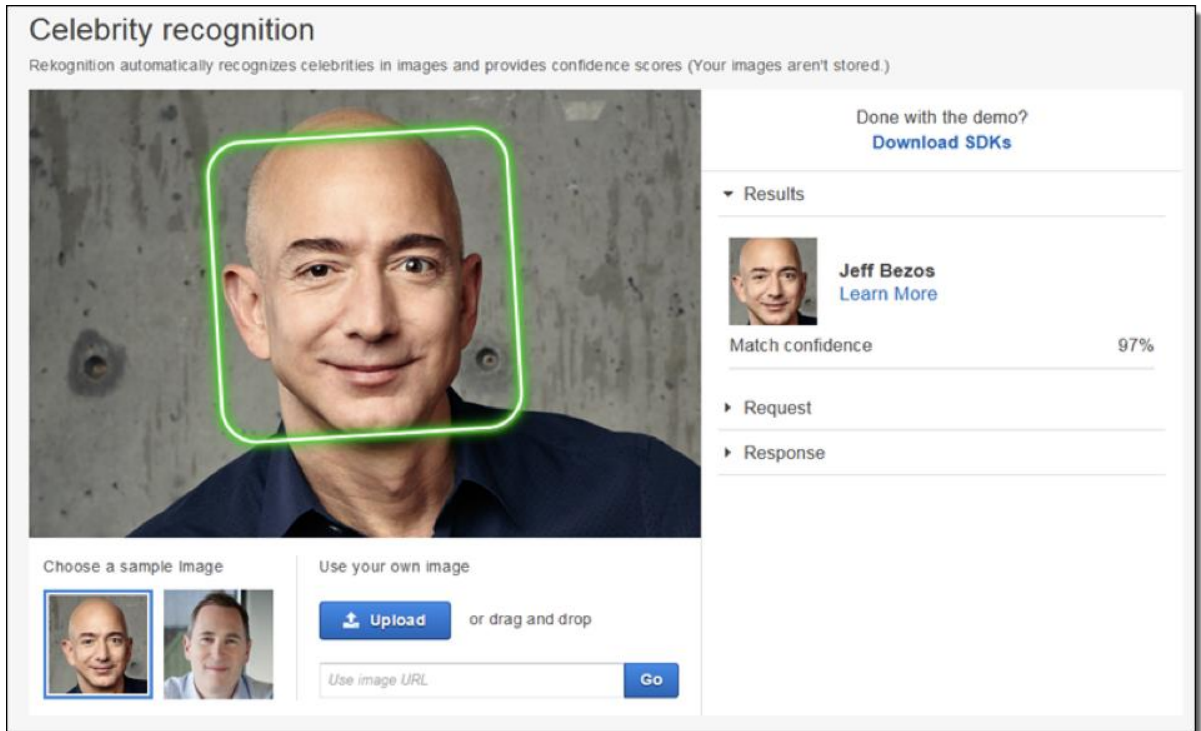 Celebrity recognition
Rekognition automatically recognizes celebrities in images and provides confidence scores (Your images aren't stored.)
Done with the demo?
Download SDKs
Results
Jeff Bezos
Learn More
Match confidence 97%
Request
Response
Choose a sample Image
Use your own image
Upload or drag and drop
Use image URL Go